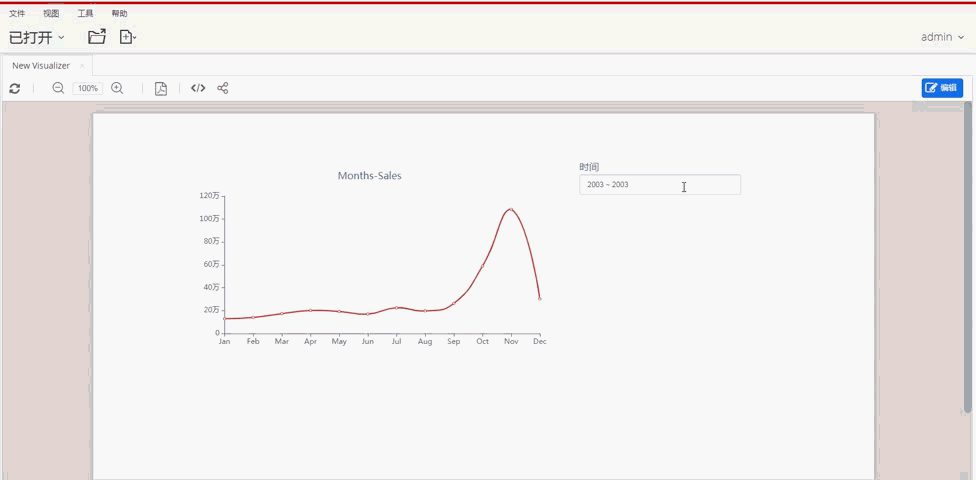 文件 视图 工具 帮助
已打开 admin
New Visualizer
100% </> 编辑
时间
2003 ~ 2003
Months-Sales
120万
100万
80万
60万
40万
20万
0
Jan Feb Mar Apr May Jun Jul Aug Sep Oct Nov Dec